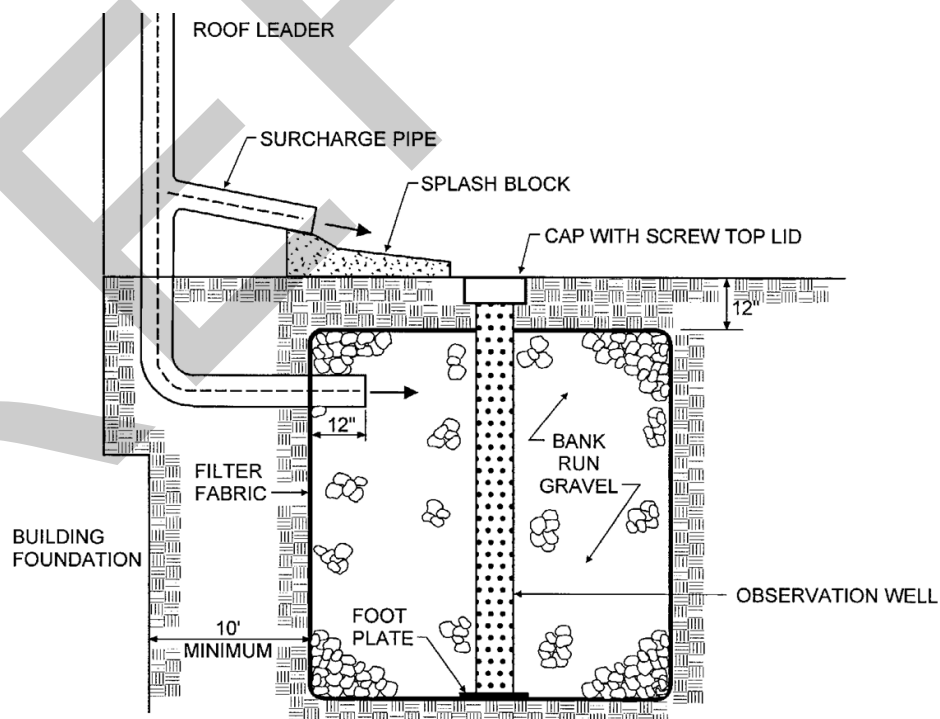 ROOF LEADER
SURCHARGE PIPE
SPLASH BLOCK
CAP WITH SCREW TOP LID
12"
12"
BANK
RUN
GRAVEL
FILTER
FABRIC
BUILDING
FOUNDATION
OBSERVATION WELL
FOOT
PLATE
10'
MINIMUM